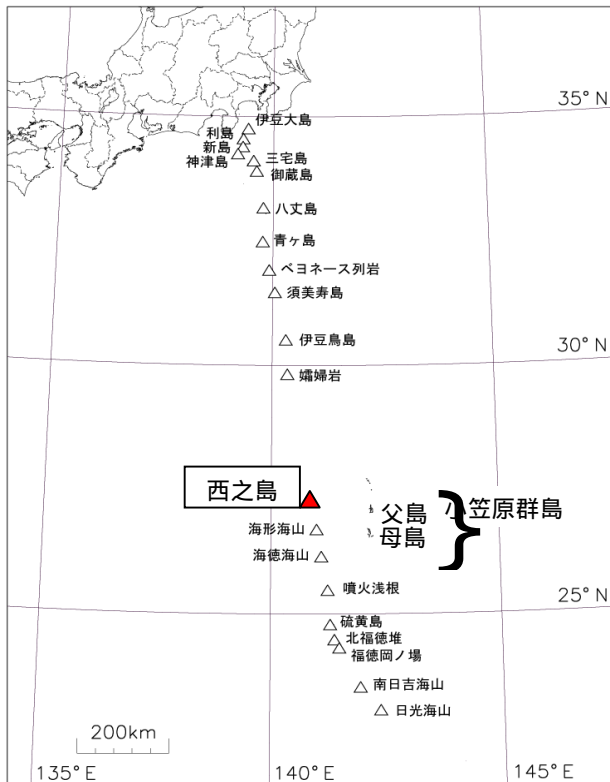 35°N
伊豆大島
利島
新島
神津島
三宅島
御蔵島
八丈島
青ヶ島
ベヨネース列岩
須美寿島
伊豆鳥島
30°N
孀婦岩
西之島
父島
母島
小笠原群島
海形海山
海徳海山
噴火浅根
25°N
硫黄島
北福徳堆
福徳岡ノ場
南日吉海山
日光海山
200km
135°E
140°E
145°E